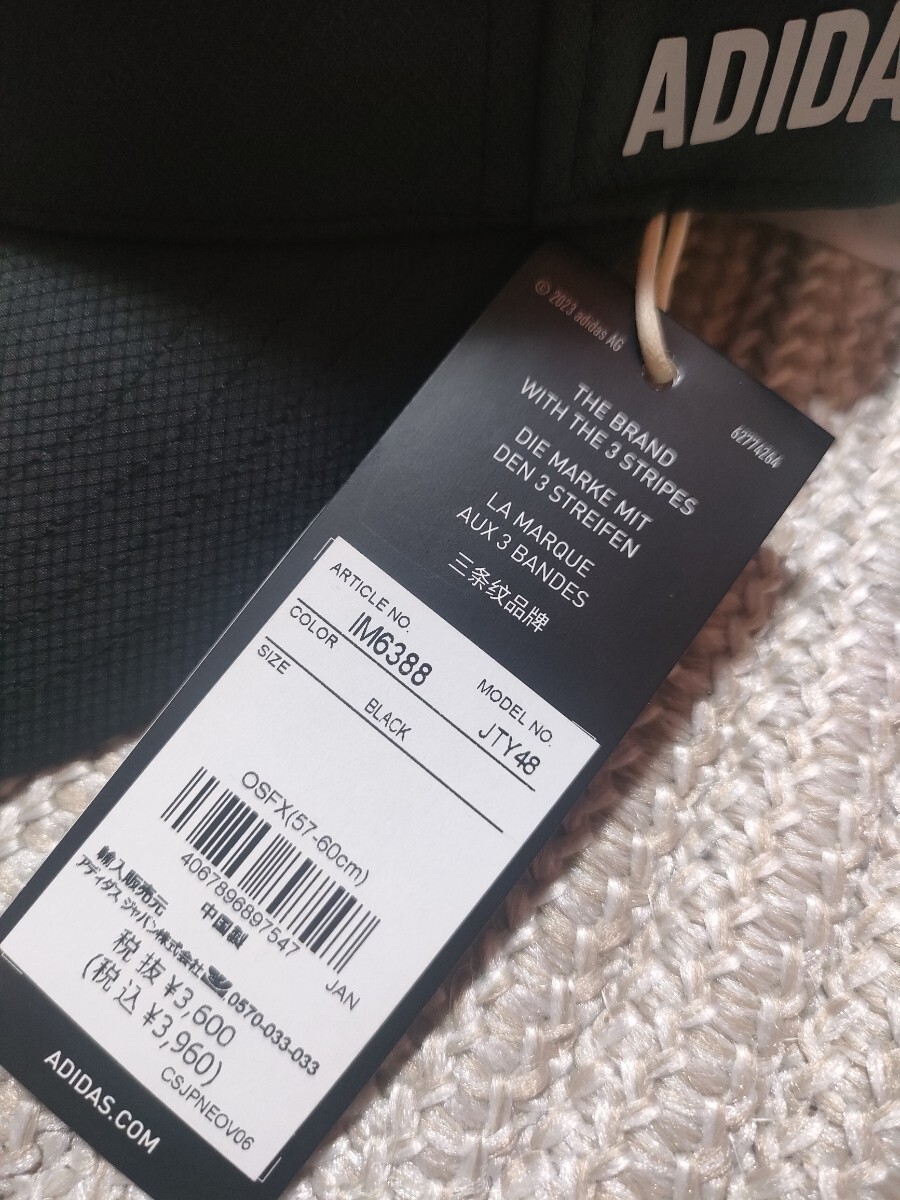 ADIDA
© 2023 adidas AG
62774264
THE BRAND
WITH THE 3 STRIPES
DIE MARKE MIT
DEN 3 STREIFEN
LA MARQUE
AUX 3 BANDES
三条纹品牌
ARTICLE NO.
IM6388
MODEL NO.
JTY48
COLOR
BLACK
SIZE
OSFX(57-60cm)
4067896897547
JAN
輸入販売元
中国製
アディダス ジャパン株式会社
0570-033-033
税抜 ¥3,600
(税込 ¥3,960)
CSJPNEOV06
ADIDAS.COM